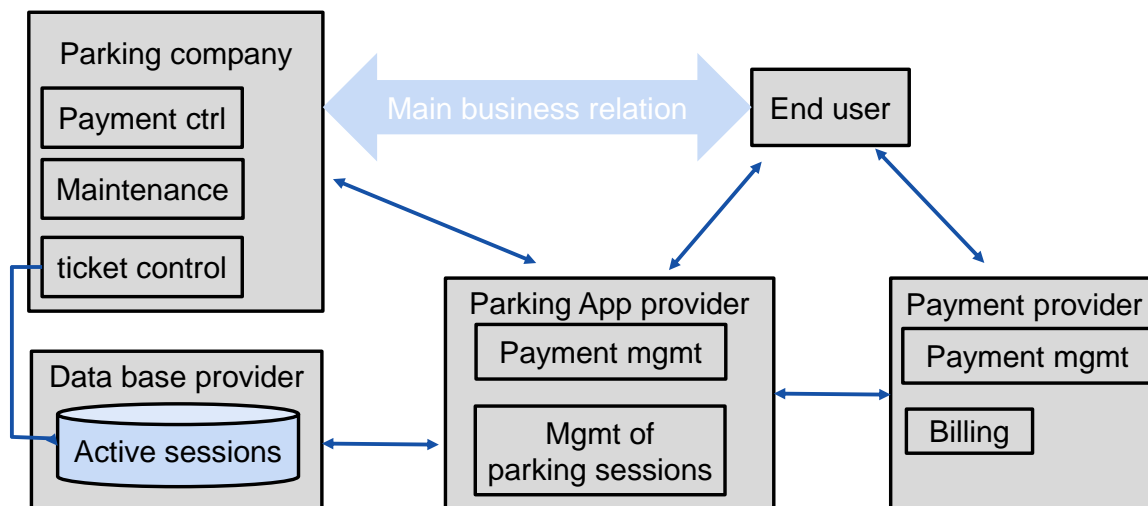 Parking company
Payment ctrl
Maintenance
ticket control
Main business relation
End user
Data base provider
Active sessions
Parking App provider
Payment mgmt
Mgmt of
parking sessions
Payment provider
Payment mgmt
Billing